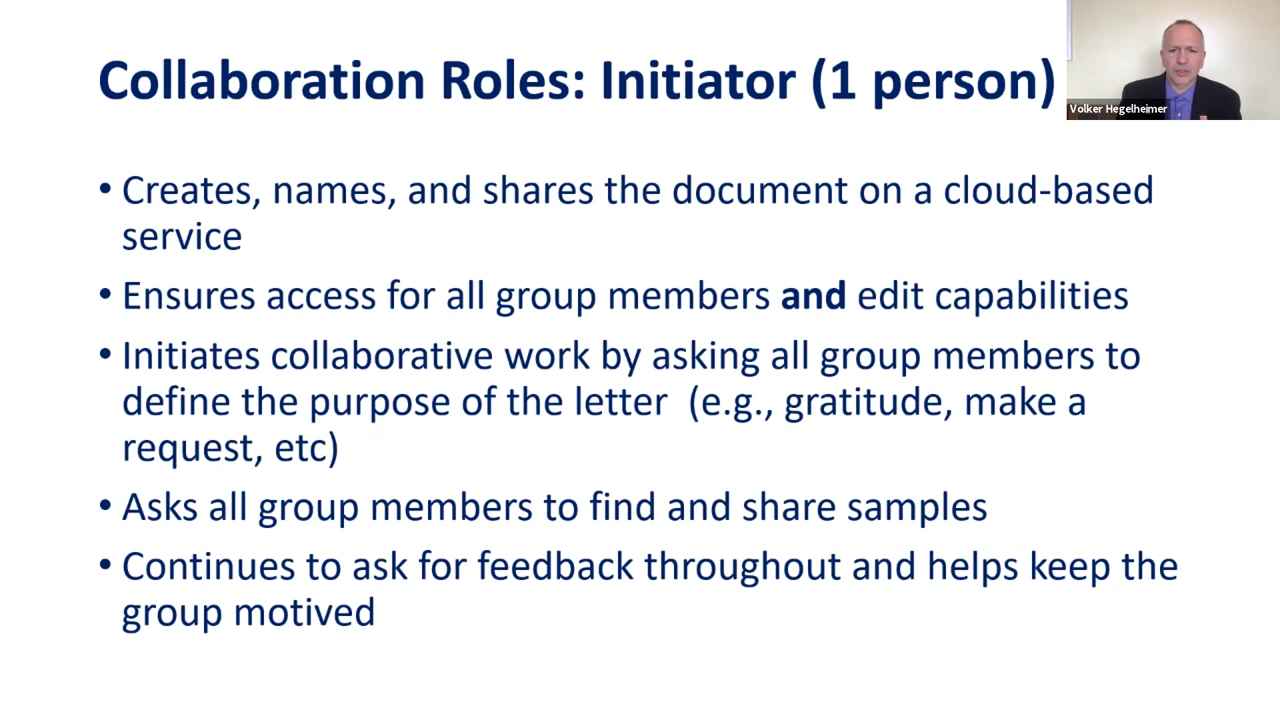 Collaboration Roles: Initiator (1 person)
Volker Hegelheimer
• Creates, names, and shares the document on a cloud-based
service
• Ensures access for all group members and edit capabilities
• Initiates collaborative work by asking all group members to
define the purpose of the letter  (e.g., gratitude, make a
request, etc)
• Asks all group members to find and share samples
• Continues to ask for feedback throughout and helps keep the
group motived